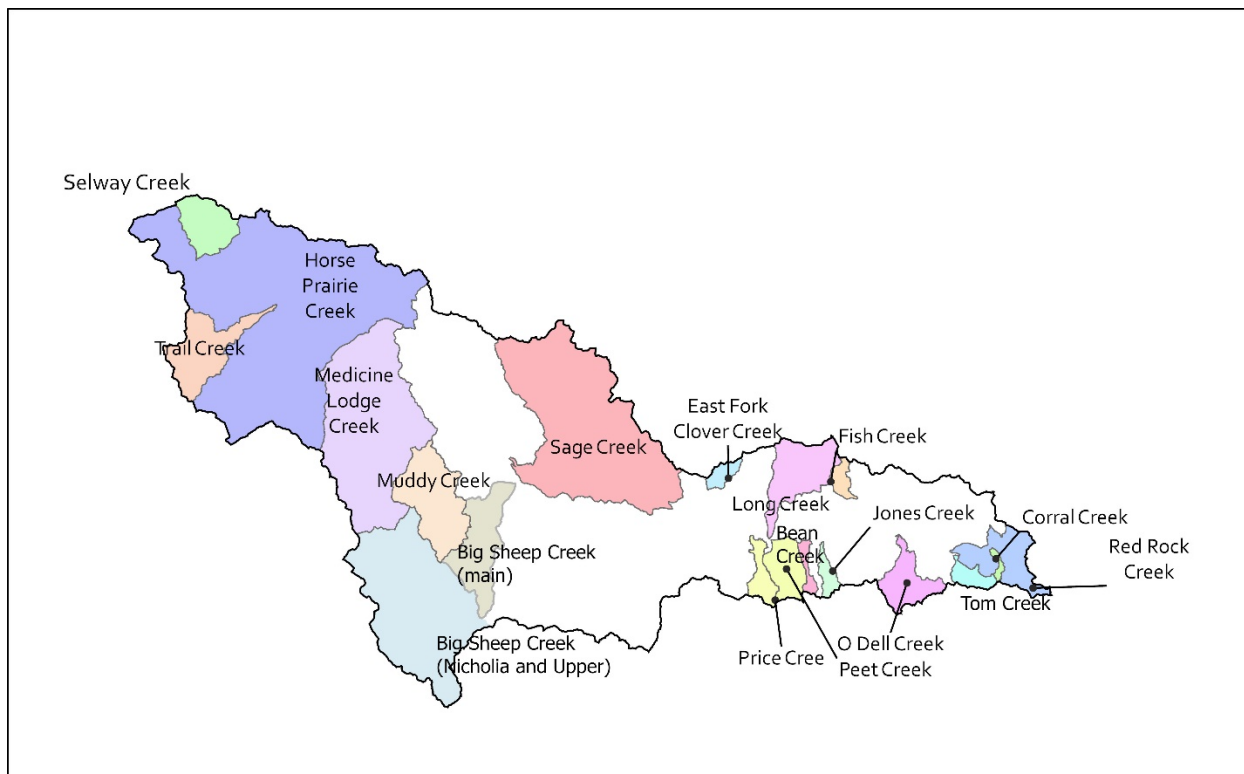 Selway Creek
Horse
Prairie
Creek
Trail Creek
Medicine
Lodge
Creek
East Fork
Clover Creek
Fish Creek
Sage Creek
Muddy Creek
Long Creek
Jones Creek
Corral Creek
Bean
Creek
Red Rock
Creek
Big Sheep Creek
(main)
Tom Creek
Big Sheep Creek
(Nicholia and Upper)
O Dell Creek
Price Cree
Peet Creek